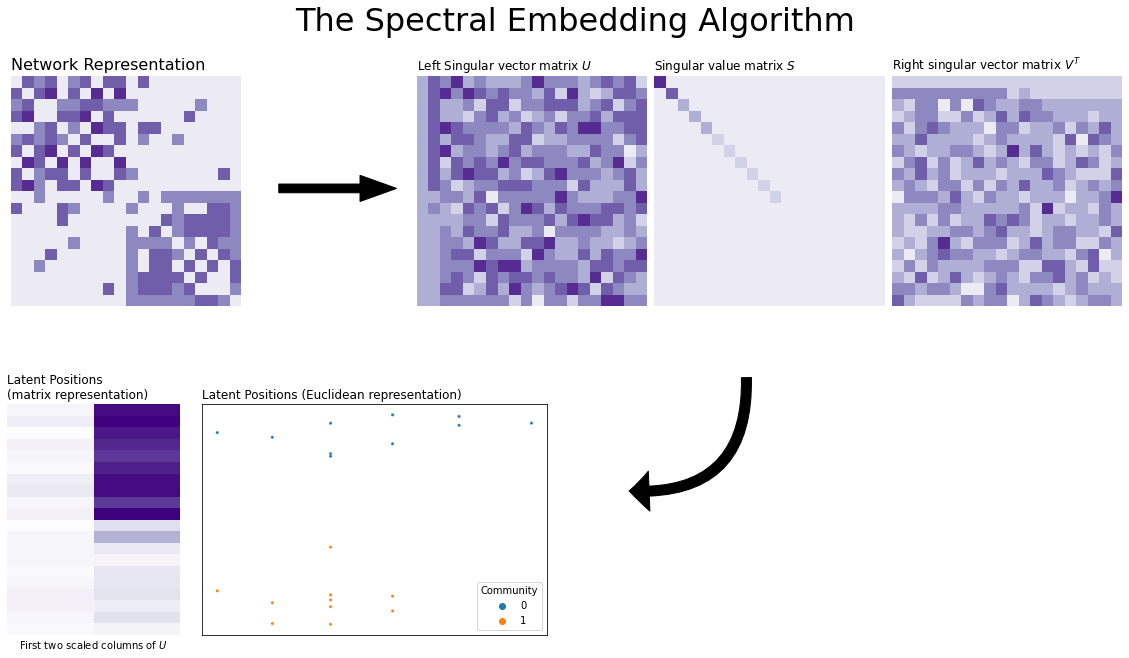 The Spectral Embedding Algorithm
Network Representation
Left Singular vector matrix U
Singular value matrix S
Right singular vector matrix V^T
Latent Positions
(matrix representation)
Latent Positions (Euclidean representation)
Community
0
1
First two scaled columns of U